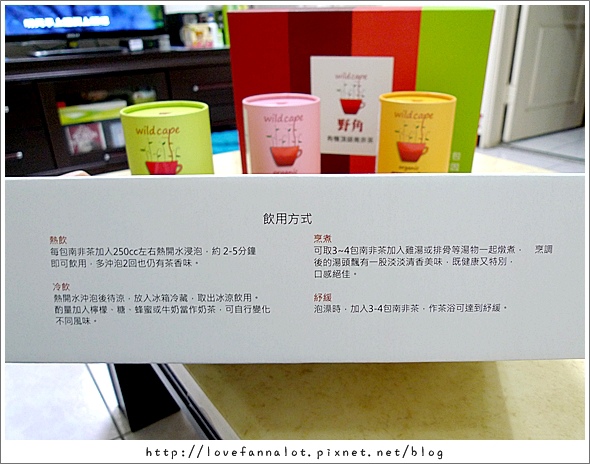 wildcape
wild cape
wild cape
wild cape
野角
有機頂級南非茶
organic
飲用方式
熱飲
每包南非茶加入250cc左右熱開水浸泡，約 2-5分鐘
即可飲用，多沖泡2回也仍有茶香味。
冷飲
熱開水沖泡後待涼，放入冰箱冷藏，取出冰涼飲用。
酌量加入檸檬、糖、蜂蜜或牛奶當作奶茶，可自行變化
不同風味。
烹煮
可取3~4包南非茶加入雞湯或排骨等湯物一起燉煮， 烹調
後的湯頭飄有一股淡淡清香美味，既健康又特別，
口感絕佳。
紓緩
泡澡時，加入3-4包南非茶，作茶浴可達到紓緩。
http://lovefannalot.pixnet.net/blog